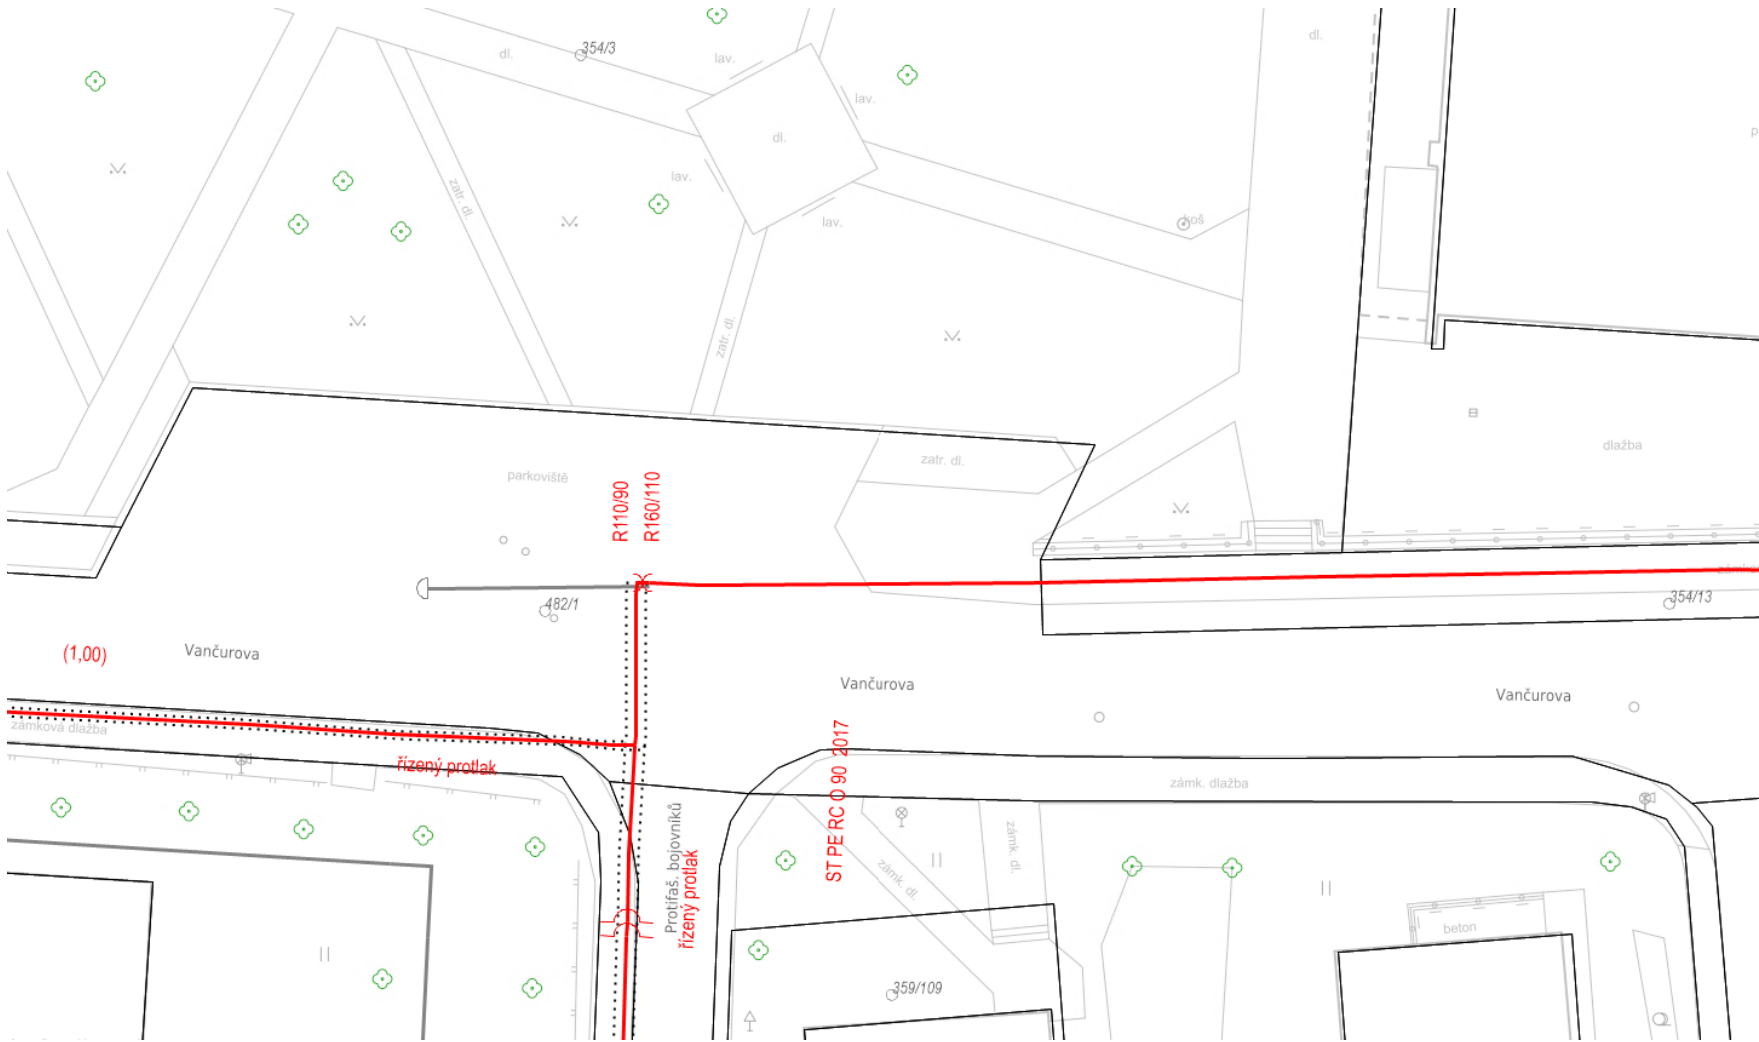 dl.
354/3
lav.
dl.
lav.
dl.
lav.
zatr. dl.
lav.
koš
zatr. dl.
parkoviště
zatr. dl.
dlažba
R110/90
R160/110
482/1
354/13
(1,00)
Vančurova
Vančurova
Vančurova
zámková dlažba
řízený protlak
zámk. dlažba
ST PE RC O 90 2017
Protifaš. bojovníků
řízený protlak
zámk. dl.
zámk. dl.
beton
359/109